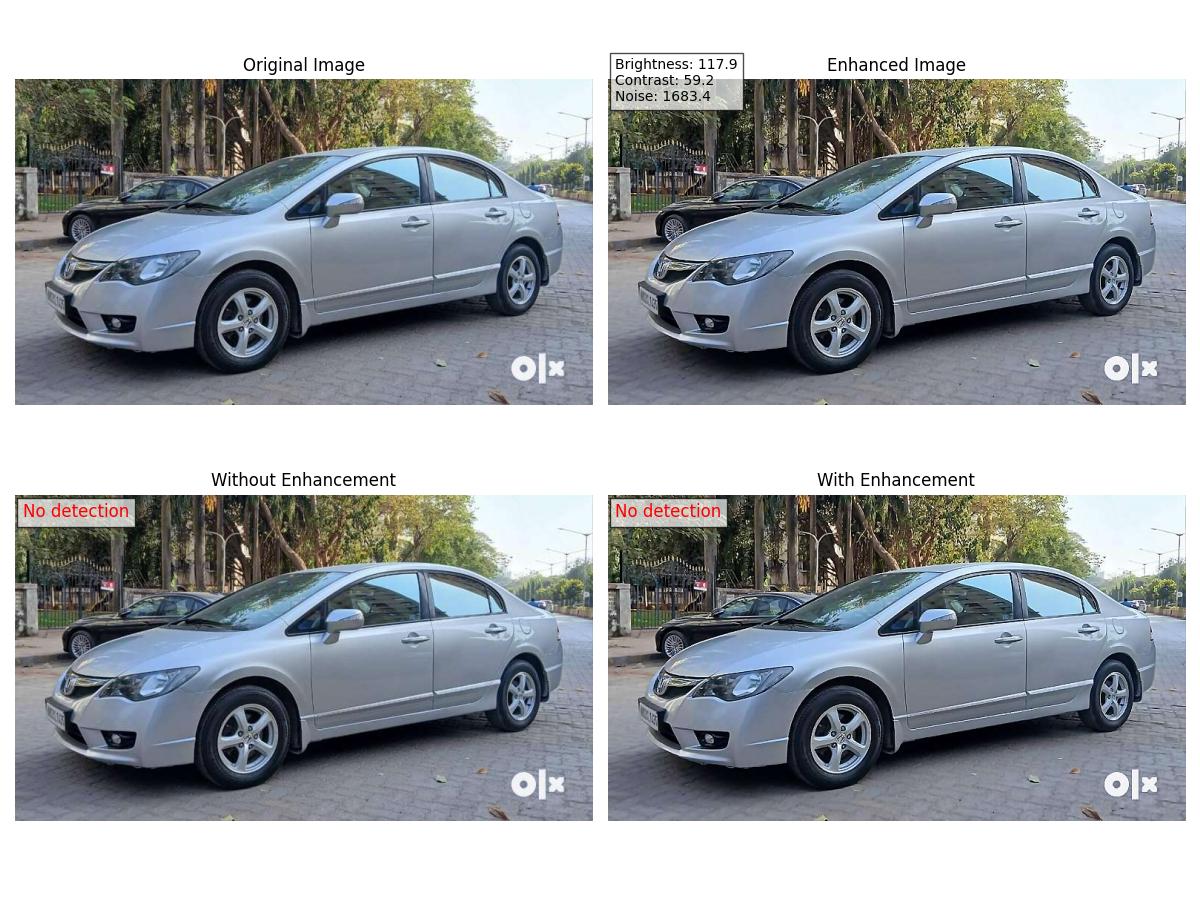 Original Image
Brightness: 117.9
Contrast: 59.2
Noise: 1683.4
Enhanced Image
olx
olx
Without Enhancement
With Enhancement
No detection
No detection
olx
olx